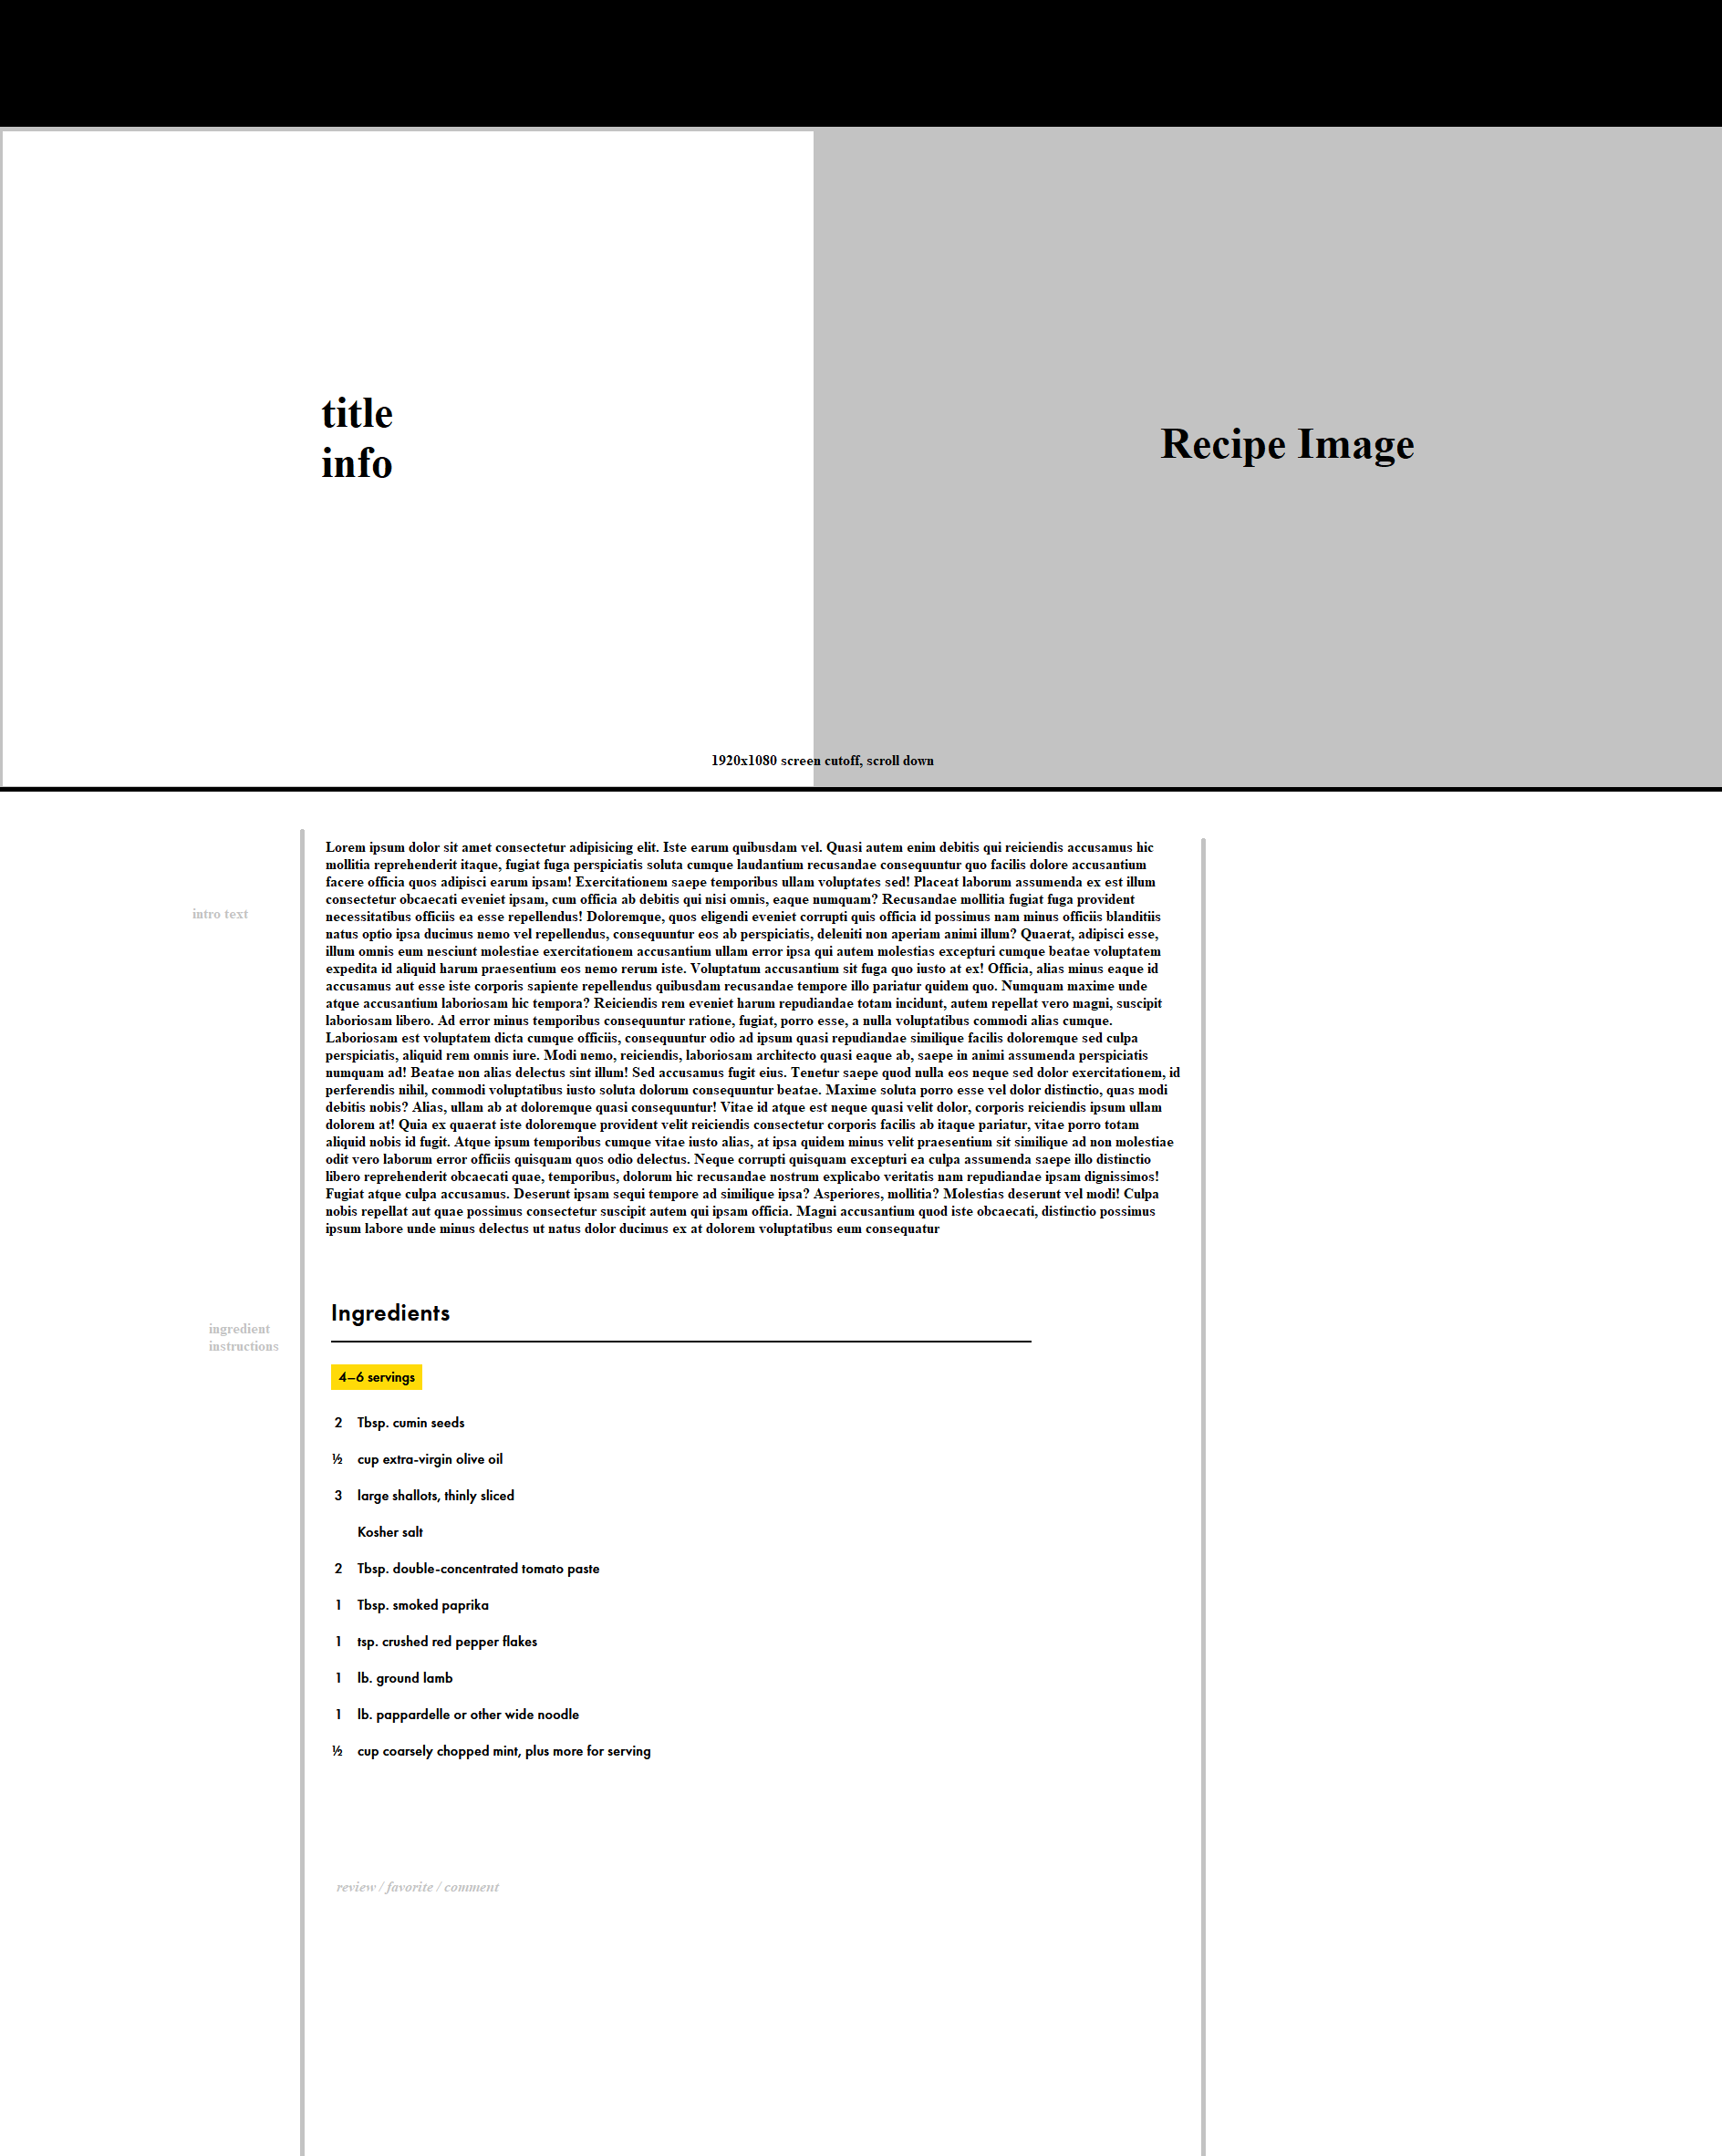 title
info
Recipe Image
1920x1080 screen cutoff, scroll down
intro text
Lorem ipsum dolor sit amet consectetur adipisicing elit. Iste earum quibusdam vel. Quasi autem enim debitis qui reiciendis accusamus hic
mollitia reprehenderit itaque, fugiat fuga perspiciatis soluta cumque laudantium recusandae consequuntur quo facilis dolore accusantium
facere officia quos adipisci earum ipsam! Exercitationem saepe temporibus ullam voluptates sed! Placeat laborum assumenda ex est illum
consectetur obcaecati eveniet ipsam, cum officia ab debitis qui nisi omnis, eaque numquam? Recusandae mollitia fugiat fuga provident
necessitatibus officiis ea esse repellendus! Doloremque, quos eligendi eveniet corrupti quis officia id possimus nam minus officiis blanditiis
natus optio ipsa ducimus nemo vel repellendus, consequuntur eos ab perspiciatis, deleniti non aperiam animi illum? Quaerat, adipisci esse,
illum omnis eum nesciunt molestiae exercitationem accusantium ullam error ipsa qui autem molestias excepturi cumque beatae voluptatem
expedita id aliquid harum praesentium eos nemo rerum iste. Voluptatum accusantium sit fuga quo iusto at ex! Officia, alias minus eaque id
accusamus aut esse iste corporis sapiente repellendus quibusdam recusandae tempore illo pariatur quidem quo. Numquam maxime unde
atque accusantium laboriosam hic tempora? Reiciendis rem eveniet harum repudiandae totam incidunt, autem repellat vero magni, suscipit
laboriosam libero. Ad error minus temporibus consequuntur ratione, fugiat, porro esse, a nulla voluptatibus commodi alias cumque.
Laboriosam est voluptatem dicta cumque officiis, consequuntur odio ad ipsum quasi repudiandae similique facilis doloremque sed culpa
perspiciatis, aliquid rem omnis iure. Modi nemo, reiciendis, laboriosam architecto quasi eaque ab, saepe in animi assumenda perspiciatis
numquam ad! Beatae non alias delectus sint illum! Sed accusamus fugit eius. Tenetur saepe quod nulla eos neque sed dolor exercitationem, id
perferendis nihil, commodi voluptatibus iusto soluta dolorum consequuntur beatae. Maxime soluta porro esse vel dolor distinctio, quas modi
debitis nobis? Alias, ullam ab at doloremque quasi consequuntur! Vitae id atque est neque quasi velit dolor, corporis reiciendis ipsum ullam
dolorem at! Quia ex quaerat iste doloremque provident velit reiciendis consectetur corporis facilis ab itaque pariatur, vitae porro totam
aliquid nobis id fugit. Atque ipsum temporibus cumque vitae iusto alias, at ipsa quidem minus velit praesentium sit similique ad non molestiae
odit vero laborum error officiis quisquam quos odio delectus. Neque corrupti quisquam excepturi ea culpa assumenda saepe illo distinctio
libero reprehenderit obcaecati quae, temporibus, dolorum hic recusandae nostrum explicabo veritatis nam repudiandae ipsam dignissimos!
Fugiat atque culpa accusamus. Deserunt ipsam sequi tempore ad similique ipsa? Asperiores, mollitia? Molestias deserunt vel modi! Culpa
nobis repellat aut quae possimus consectetur suscipit autem qui ipsam officia. Magni accusantium quod iste obcaecati, distinctio possimus
ipsum labore unde minus delectus ut natus dolor ducimus ex at dolorem voluptatibus eum consequatur
ingredient
instructions
Ingredients
4–6 servings
2 Tbsp. cumin seeds
½ cup extra-virgin olive oil
3 large shallots, thinly sliced
Kosher salt
2 Tbsp. double-concentrated tomato paste
1 Tbsp. smoked paprika
1 tsp. crushed red pepper flakes
1 lb. ground lamb
1 lb. pappardelle or other wide noodle
½ cup coarsely chopped mint, plus more for serving
review / favorite / comment